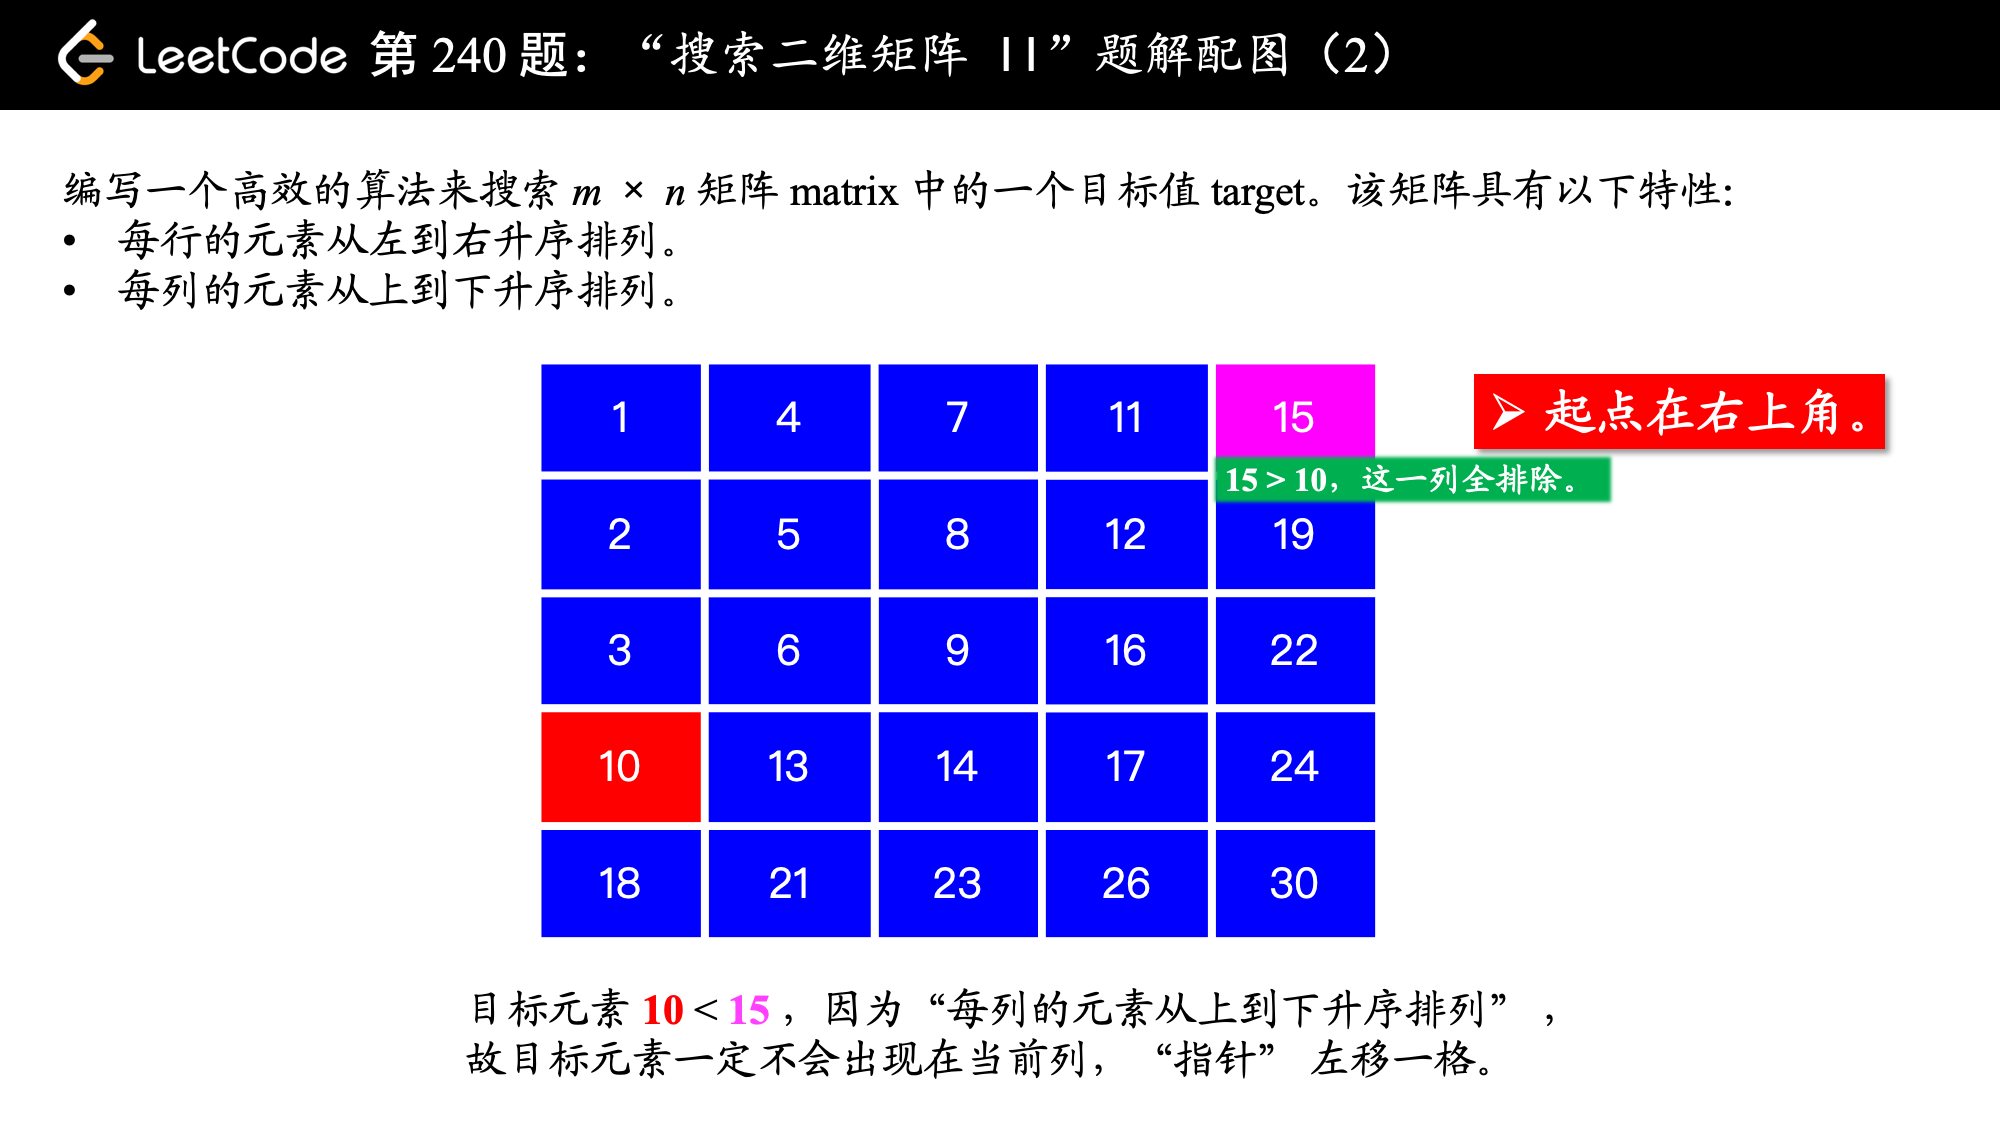 LeetCode 第 240 题：“搜索二维矩阵 II”题解配图（2）
编写一个高效的算法来搜索 m × n 矩阵 matrix 中的一个目标值 target。该矩阵具有以下特性：
• 每行的元素从左到右升序排列。
• 每列的元素从上到下升序排列。
1 4 7 11 15
➢ 起点在右上角。
15 > 10，这一列全排除。
2 5 8 12 19
3 6 9 16 22
10 13 14 17 24
18 21 23 26 30
目标元素 10 < 15 ，因为“每列的元素从上到下升序排列” ，
故目标元素一定不会出现在当前列，“指针” 左移一格。